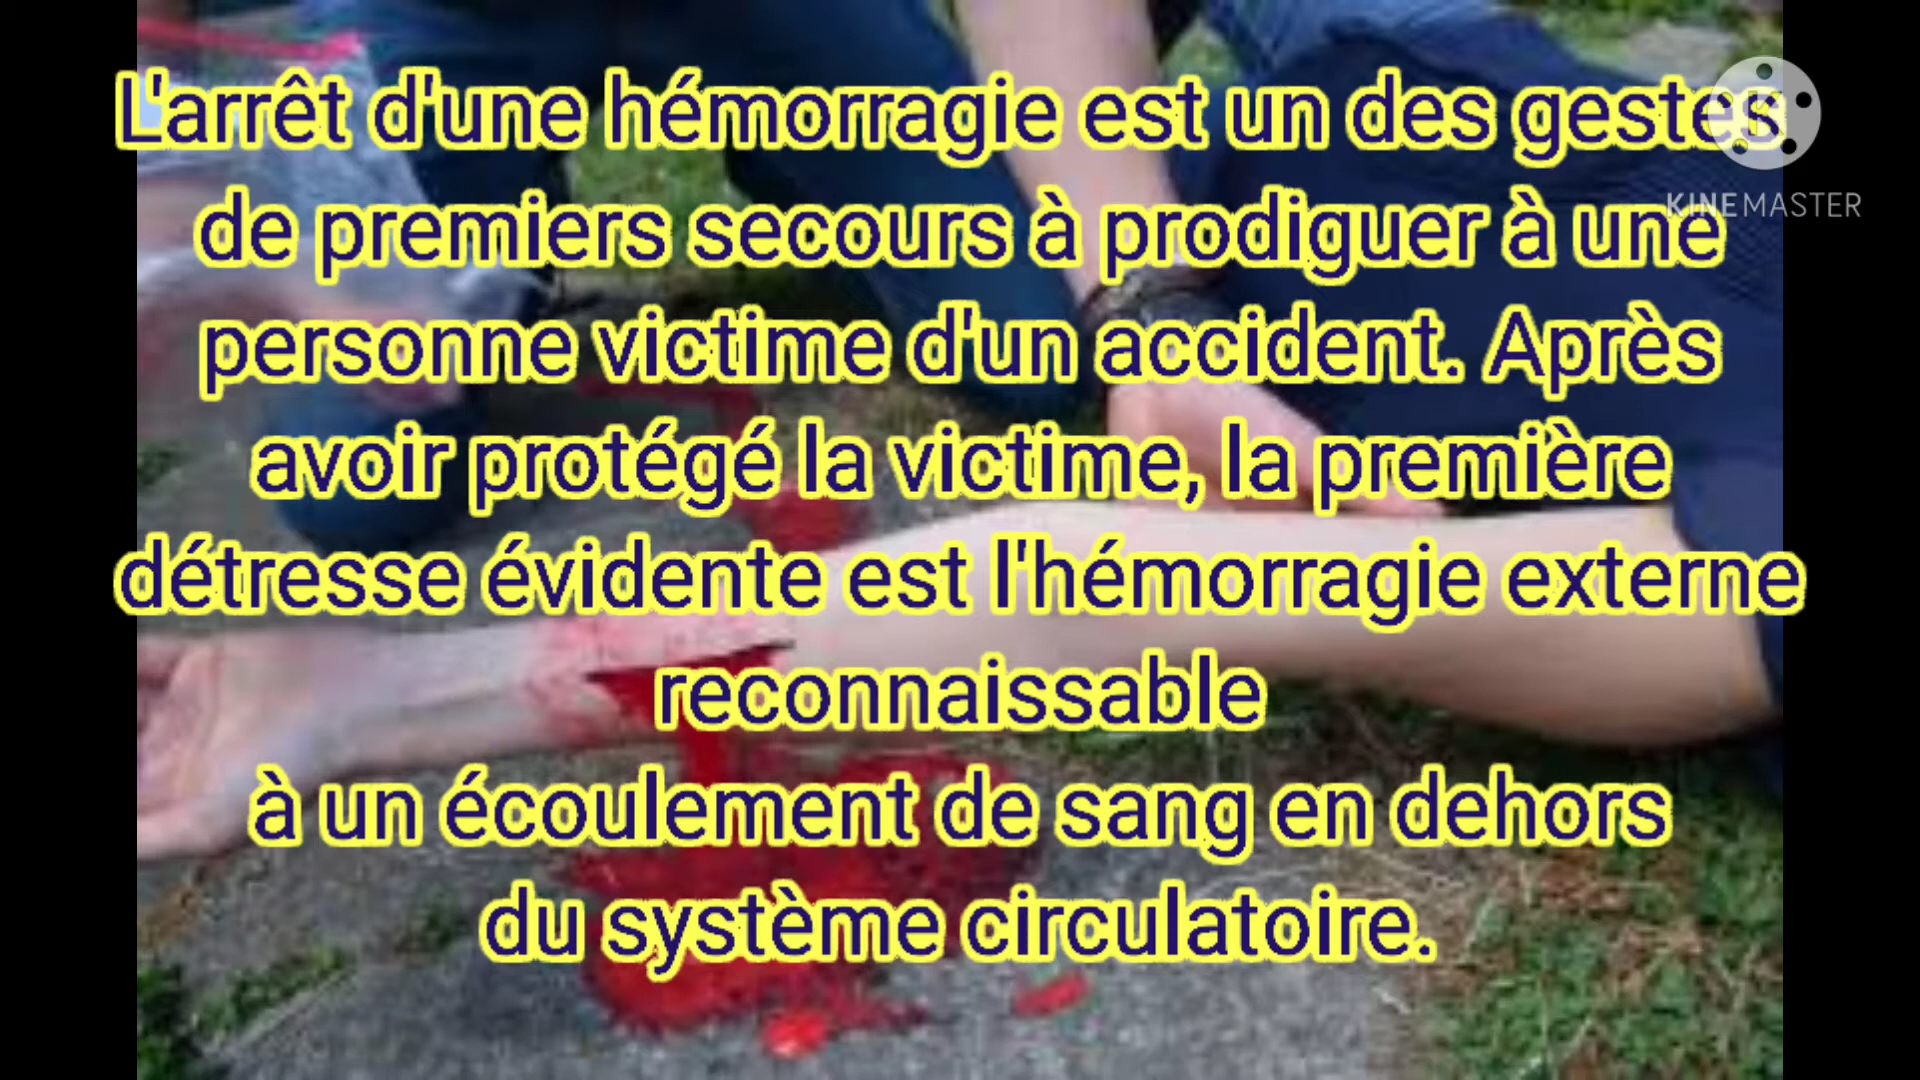 L'arrêt d'une hémorragie est un des gestes
de premiers secours à prodiguer à une
personne victime d'un accident. Après
avoir protégé la victime, la première
détresse évidente est l'hémorragie externe
reconnaissable
à un écoulement de sang en dehors
du système circulatoire.
K
KINEMASTER